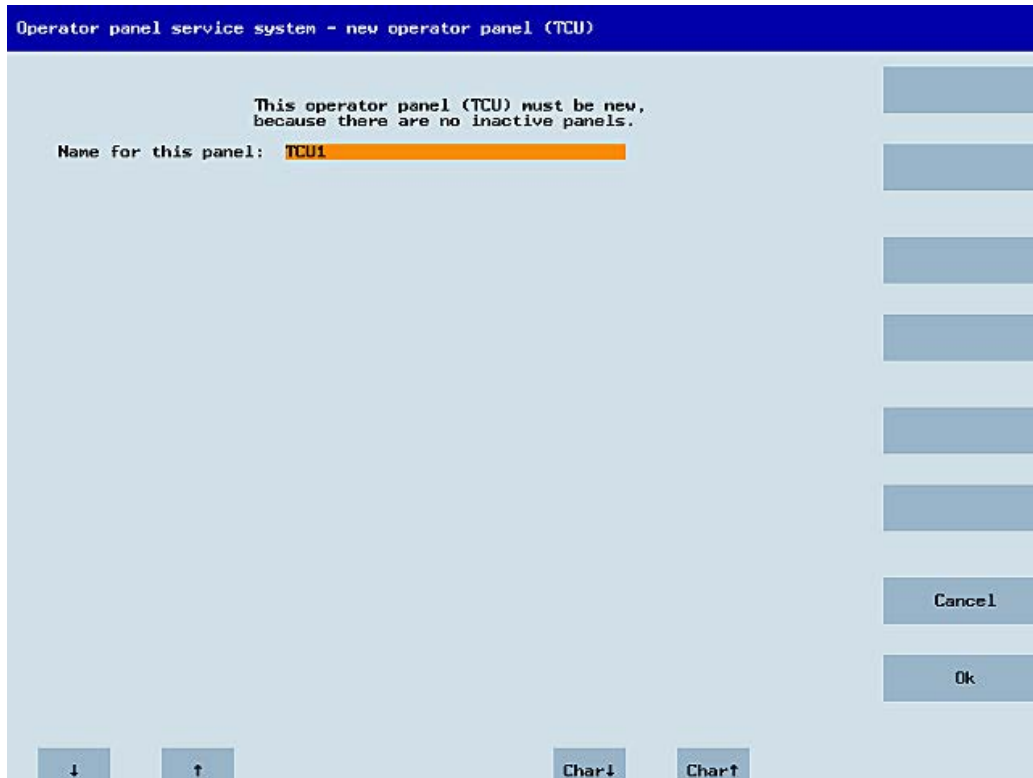 Operator panel service system - new operator panel (TCU)
This operator panel (TCU) must be new,
because there are no inactive panels.
Name for this panel: TCU1
Cancel
Ok
↓ ↑ Char↓ Char↑